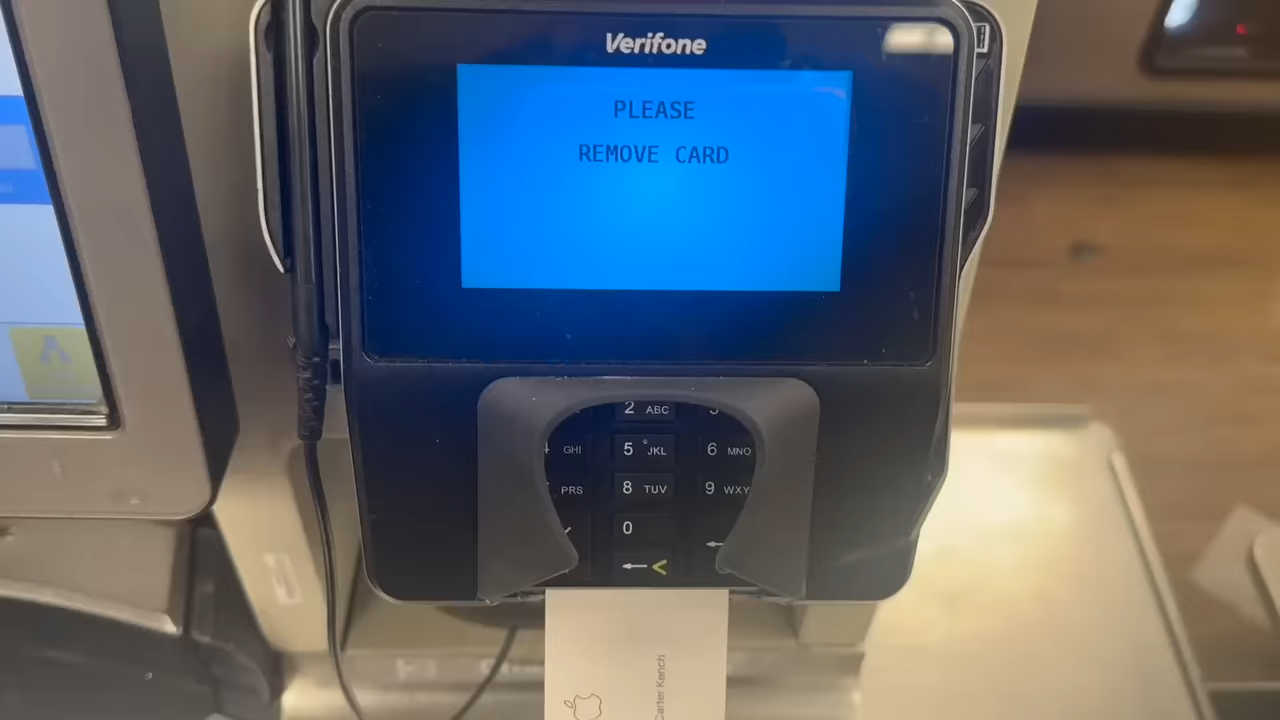 Verifone
PLEASE
REMOVE CARD
2 ABC
GHI
5 JKL
6 MNO
PRS
8 TUV
9 WXY
0
Carter Kench